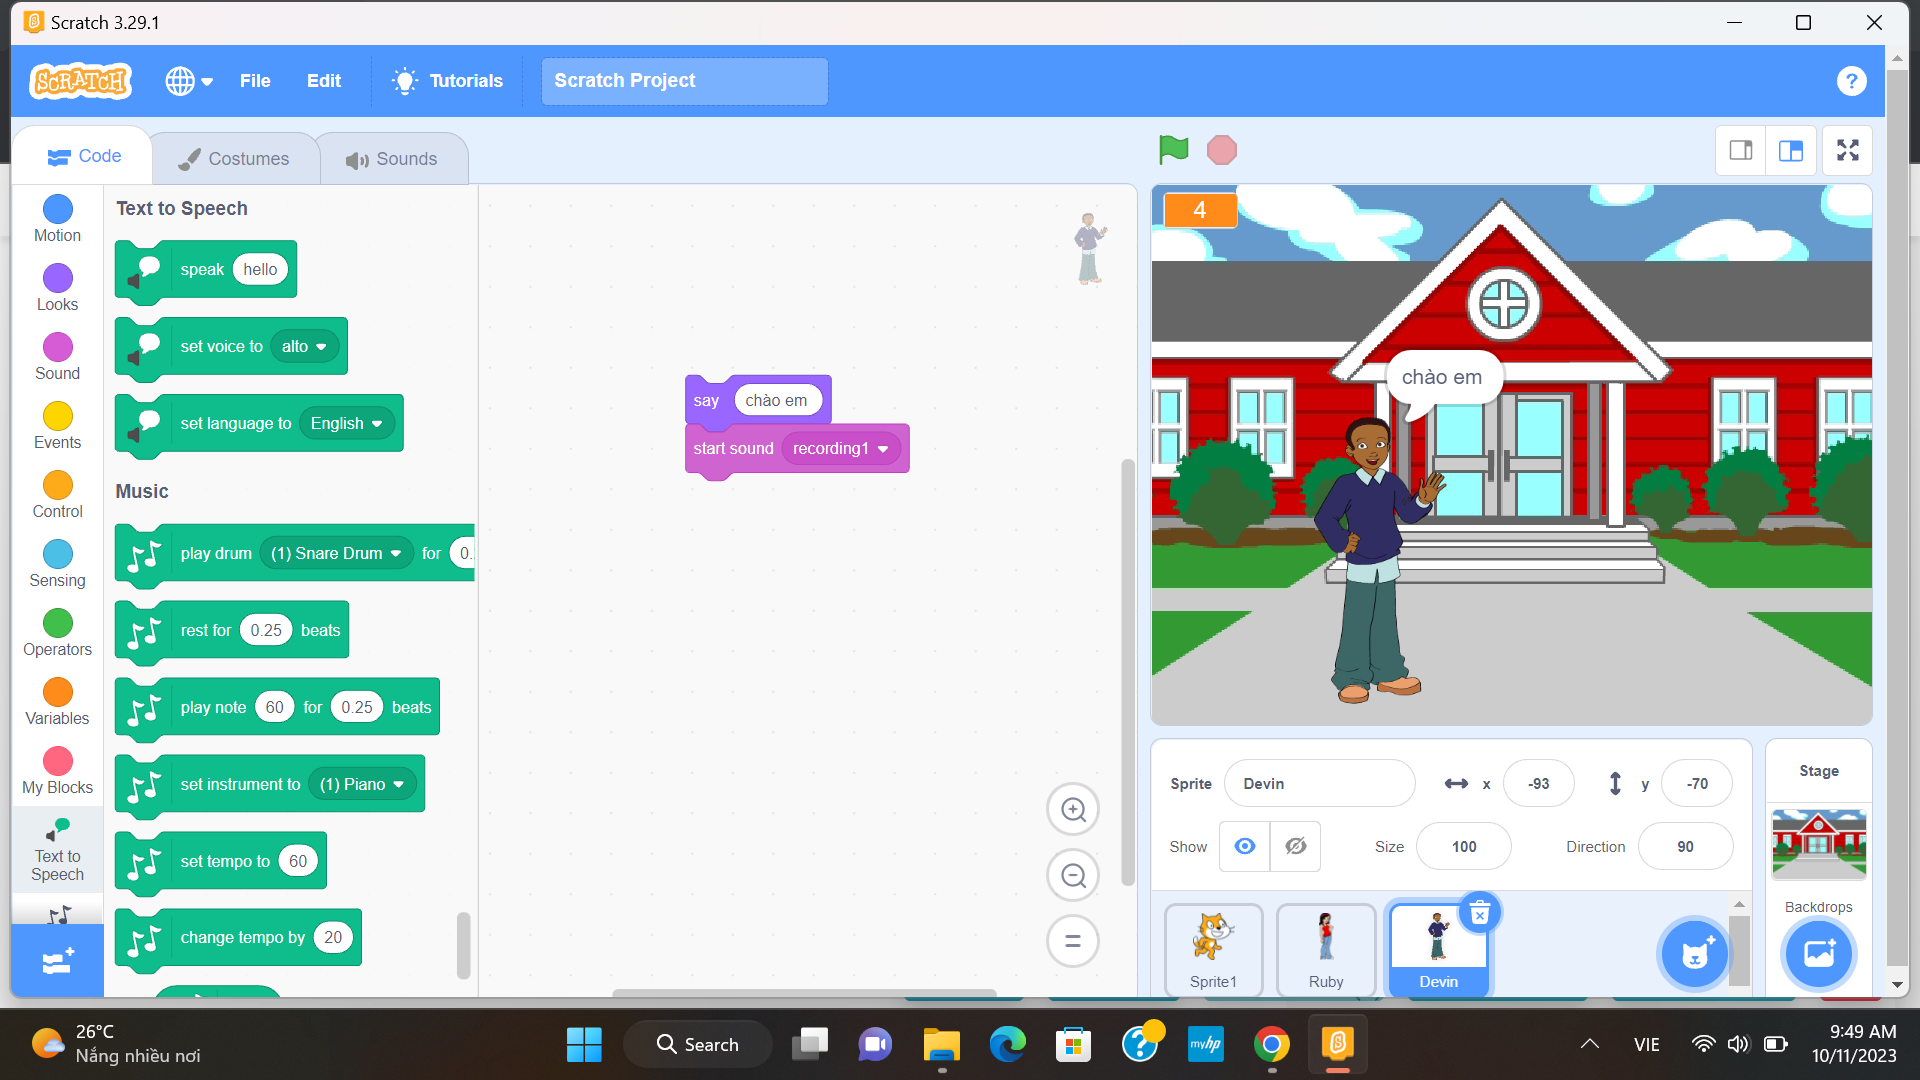 Scratch 3.29.1
SCRATCH
File
Edit
Tutorials
Scratch Project
?
Code
Costumes
Sounds
Motion
Looks
Sound
Events
Control
Sensing
Operators
Variables
My Blocks
Text to
Speech
Text to Speech
speak hello
set voice to alto
set language to English
Music
play drum (1) Snare Drum for 0.
rest for 0.25 beats
play note 60 for 0.25 beats
set instrument to (1) Piano
set tempo to 60
change tempo by 20
say chào em
start sound recording1
4
chào em
Sprite Devin x -93 y -70
Show Size 100 Direction 90
Sprite1
Ruby
Devin
Stage
Backdrops
26°C
Nắng nhiều nơi
Search
myhp
VIE
9:49 AM
10/11/2023